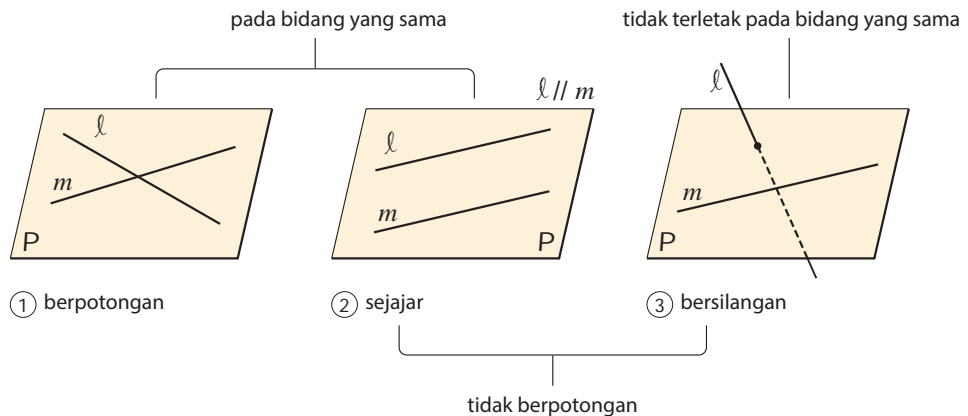 pada bidang yang sama
tidak terletak pada bidang yang sama
ℓ
m
P
ℓ // m
ℓ
m
P
ℓ
m
P
① berpotongan
② sejajar
③ bersilangan
tidak berpotongan